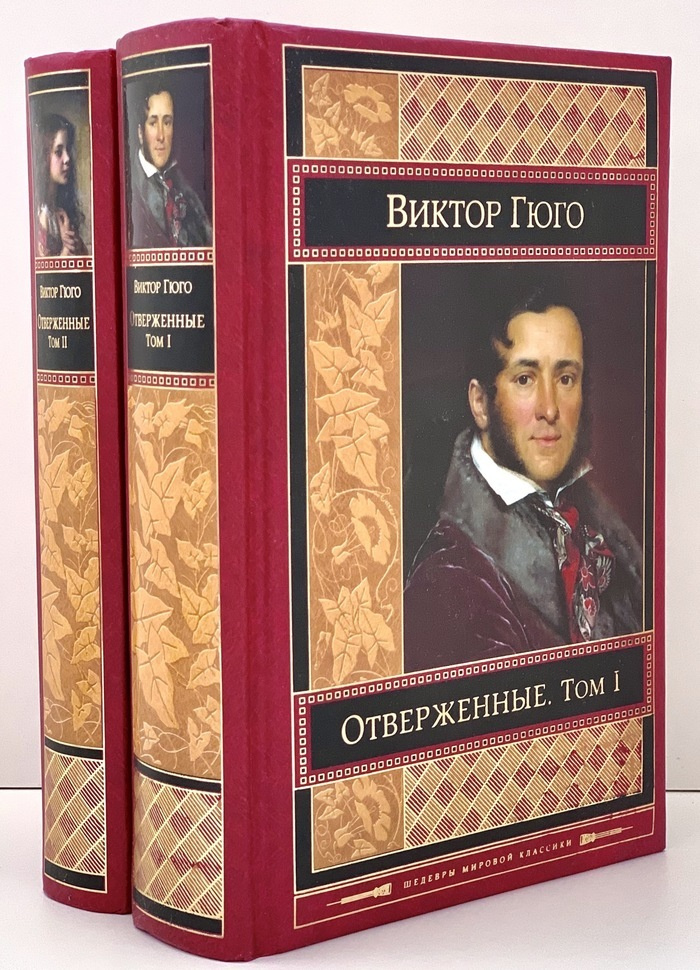 Виктор Гюго
Отверженные
Том II
Виктор Гюго
Отверженные
Том I
Виктор Гюго
Отверженные. Том I
ШЕДЕВРЫ МИРОВОЙ КЛАССИКИ